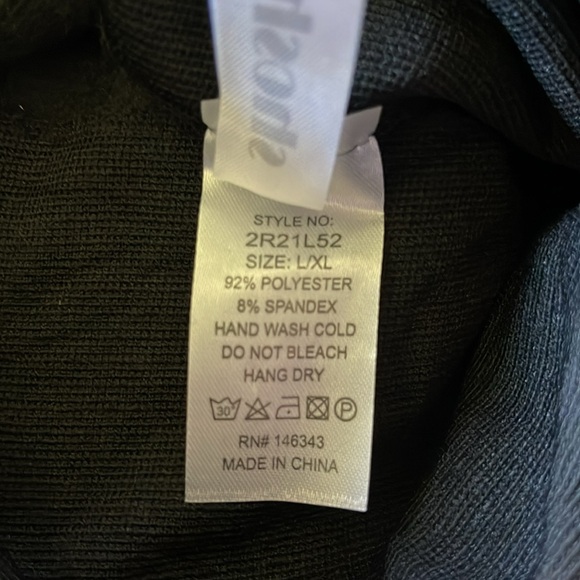 STYLE NO:
2R21L52
SIZE: L/XL
92% POLYESTER
8% SPANDEX
HAND WASH COLD
DO NOT BLEACH
HANG DRY
30°
P
RN# 146343
MADE IN CHINA